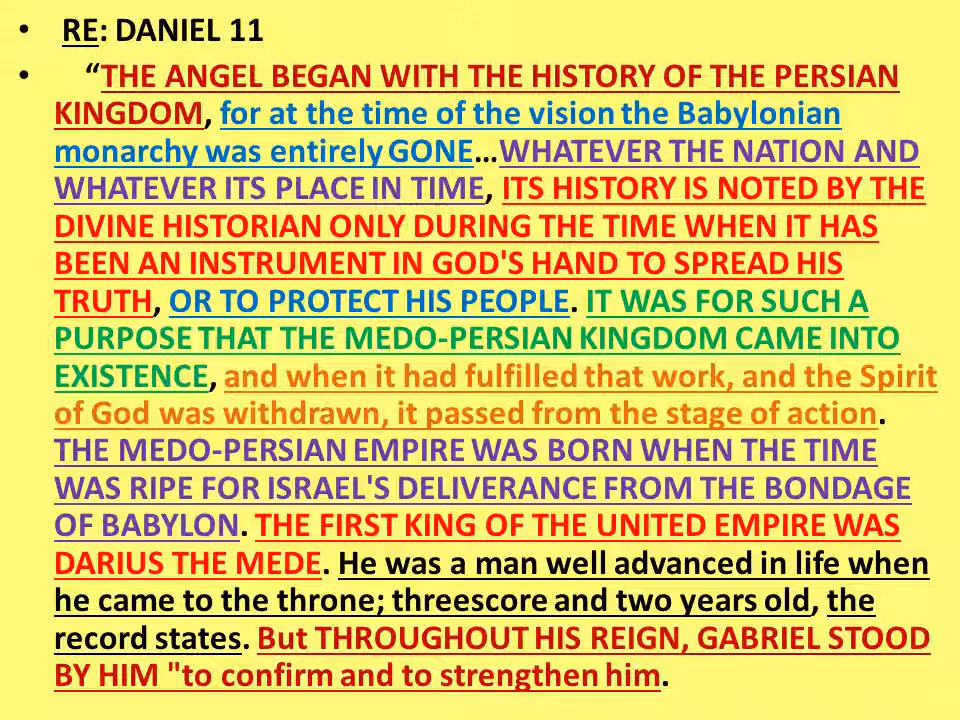 • RE: DANIEL 11
• “THE ANGEL BEGAN WITH THE HISTORY OF THE PERSIAN
KINGDOM, for at the time of the vision the Babylonian
monarchy was entirely GONE…WHATEVER THE NATION AND
WHATEVER ITS PLACE IN TIME, ITS HISTORY IS NOTED BY THE
DIVINE HISTORIAN ONLY DURING THE TIME WHEN IT HAS
BEEN AN INSTRUMENT IN GOD'S HAND TO SPREAD HIS
TRUTH, OR TO PROTECT HIS PEOPLE. IT WAS FOR SUCH A
PURPOSE THAT THE MEDO-PERSIAN KINGDOM CAME INTO
EXISTENCE, and when it had fulfilled that work, and the Spirit
of God was withdrawn, it passed from the stage of action.
THE MEDO-PERSIAN EMPIRE WAS BORN WHEN THE TIME
WAS RIPE FOR ISRAEL'S DELIVERANCE FROM THE BONDAGE
OF BABYLON. THE FIRST KING OF THE UNITED EMPIRE WAS
DARIUS THE MEDE. He was a man well advanced in life when
he came to the throne; threescore and two years old, the
record states. But THROUGHOUT HIS REIGN, GABRIEL STOOD
BY HIM "to confirm and to strengthen him.